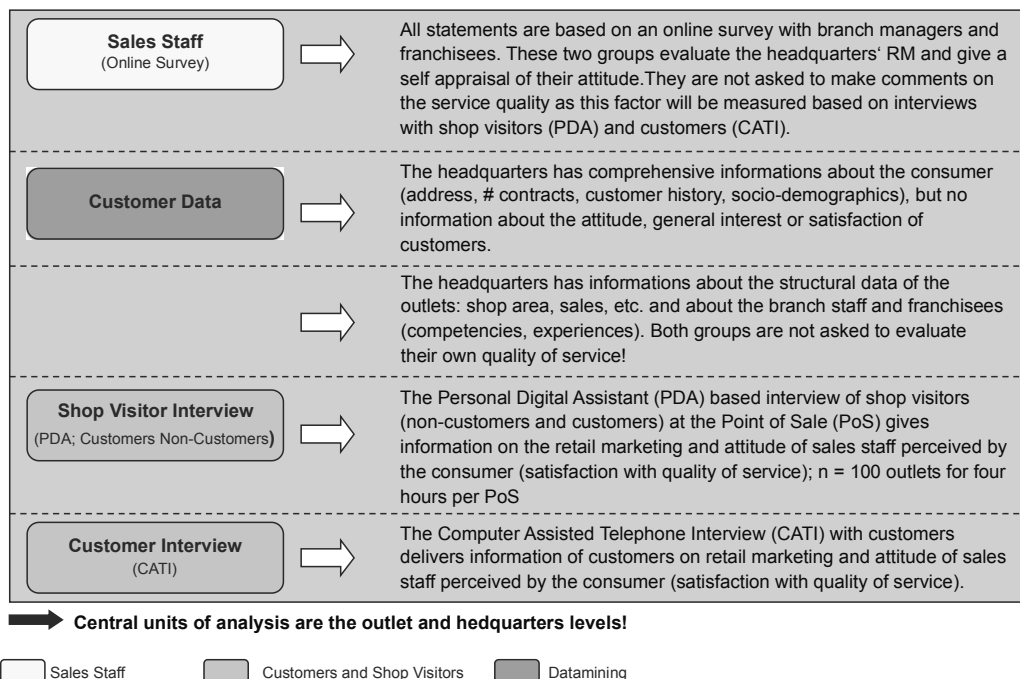 Sales Staff
(Online Survey)
All statements are based on an online survey with branch managers and
franchisees. These two groups evaluate the headquarters‘ RM and give a
self appraisal of their attitude.They are not asked to make comments on
the service quality as this factor will be measured based on interviews
with shop visitors (PDA) and customers (CATI).
Customer Data
The headquarters has comprehensive informations about the consumer
(address, # contracts, customer history, socio-demographics), but no
information about the attitude, general interest or satisfaction of
customers.
The headquarters has informations about the structural data of the
outlets: shop area, sales, etc. and about the branch staff and franchisees
(competencies, experiences). Both groups are not asked to evaluate
their own quality of service!
Shop Visitor Interview
(PDA; Customers Non-Customers)
The Personal Digital Assistant (PDA) based interview of shop visitors
(non-customers and customers) at the Point of Sale (PoS) gives
information on the retail marketing and attitude of sales staff perceived by
the consumer (satisfaction with quality of service); n = 100 outlets for four
hours per PoS
Customer Interview
(CATI)
The Computer Assisted Telephone Interview (CATI) with customers
delivers information of customers on retail marketing and attitude of sales
staff perceived by the consumer (satisfaction with quality of service).
Central units of analysis are the outlet and hedquarters levels!
Sales Staff
Customers and Shop Visitors
Datamining